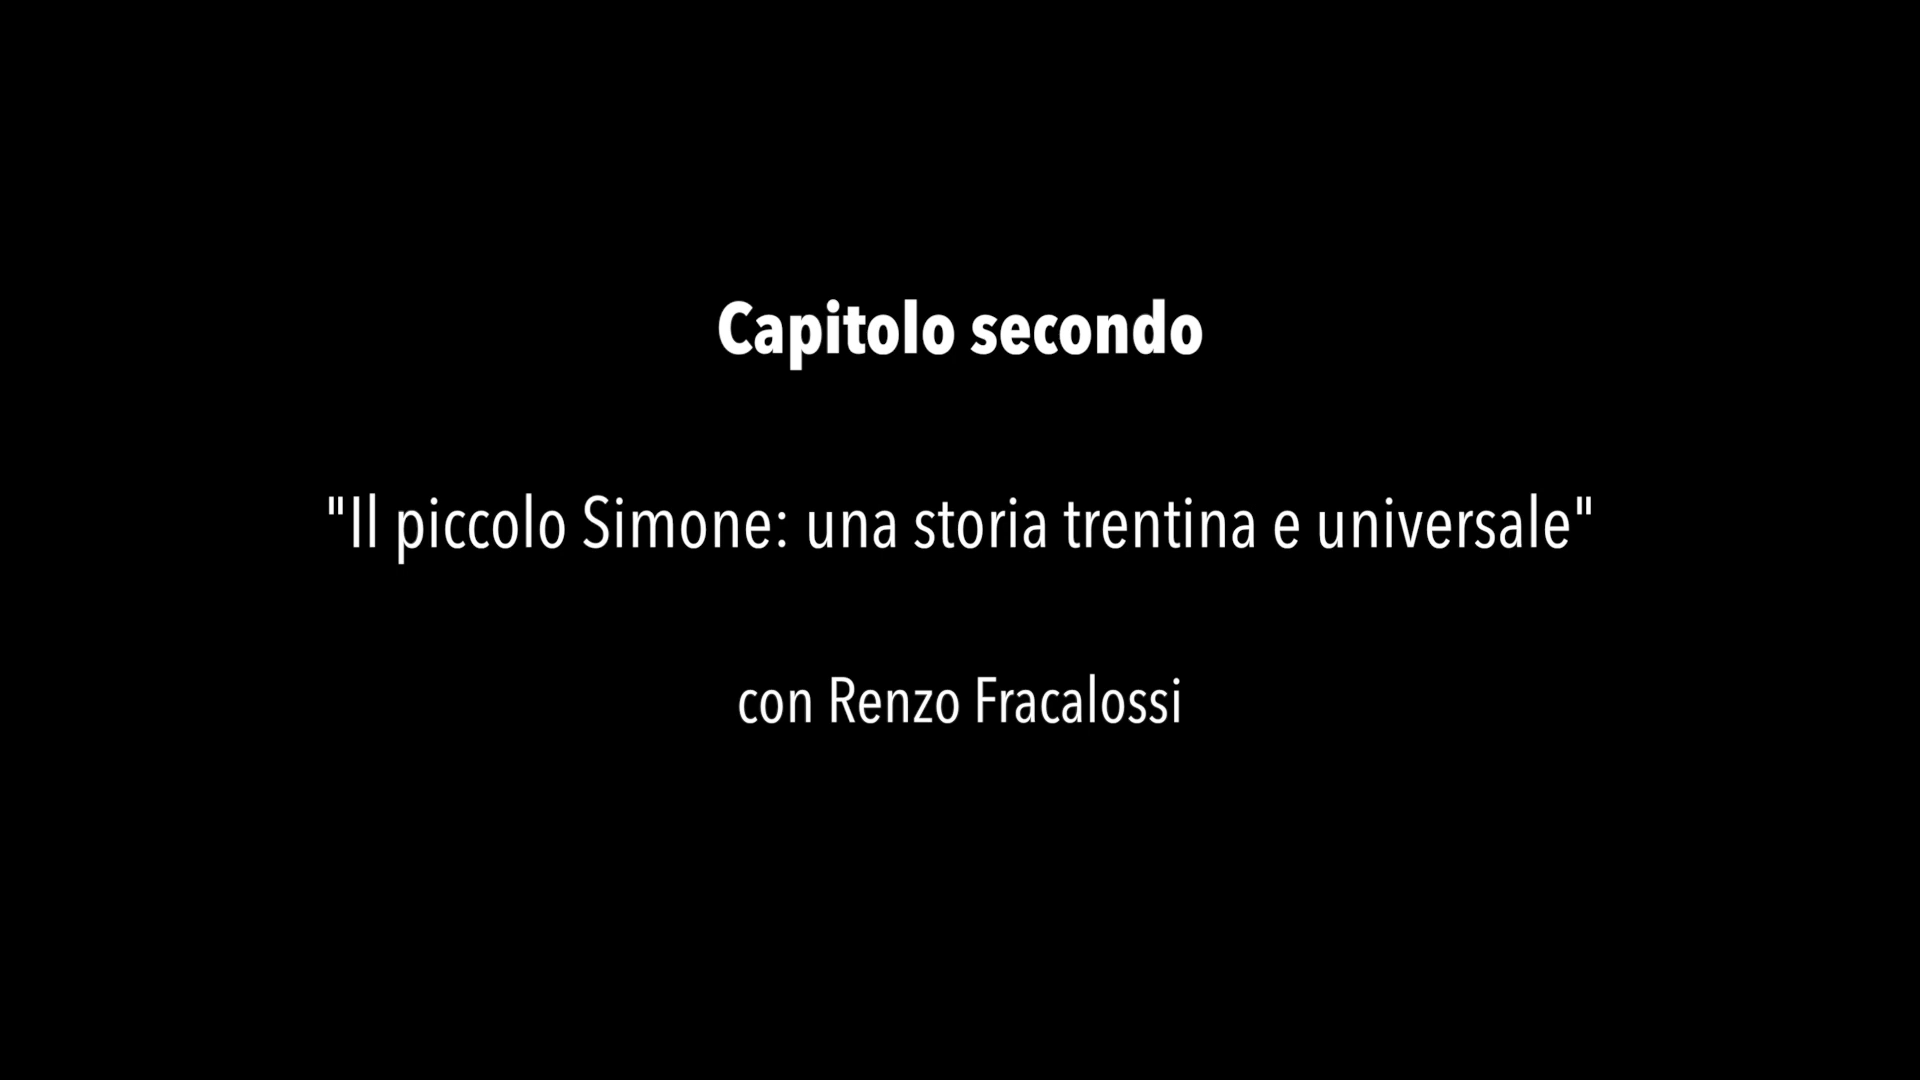 Capitolo secondo
"Il piccolo Simone: una storia trentina e universale"
con Renzo Fracalossi